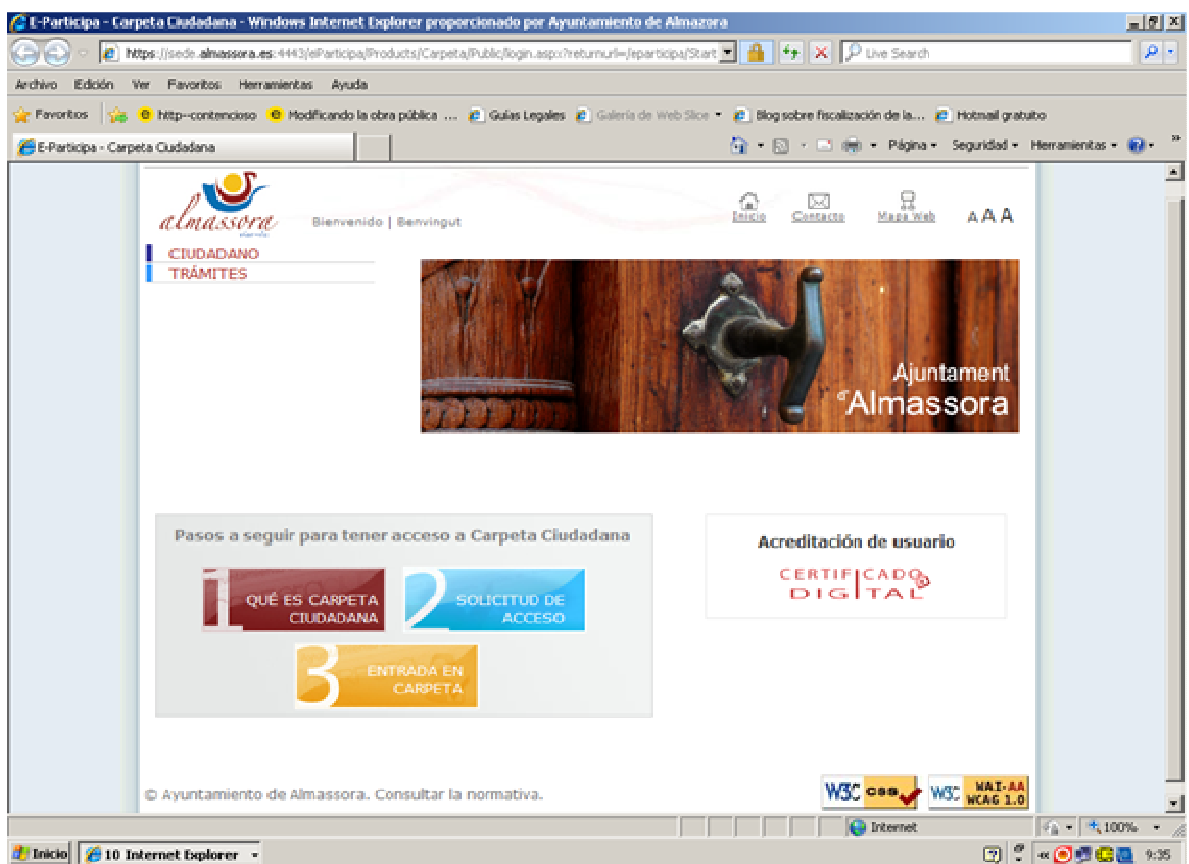 E-Participa - Carpeta Ciudadana - Windows Internet Explorer proporcionado por Ayuntamiento de Almazora
https://sede.almassora.es:4443/eParticipa/Products/Carpeta/Public/login.aspx?returnurl=/eparticipa/Start
Live Search
Archivo Edición Ver Favoritos Herramientas Ayuda
Favoritos http--contencioso Modificando la obra pública ... Guías Legales Galería de Web Slice Blog sobre fiscalización de la... Hotmail gratuito
E-Participa - Carpeta Ciudadana
Página Seguridad Herramientas
almassora
Bienvenido | Benvingut
Inicio Contacto Mapa Web A A A
CIUDADANO
TRÁMITES
Ajuntament
d'Almassora
Pasos a seguir para tener acceso a Carpeta Ciudadana
1 QUÉ ES CARPETA
CIUDADANA
2 SOLICITUD DE
ACCESO
3 ENTRADA EN
CARPETA
Acreditación de usuario
CERTIFICADO
DIGITAL
© Ayuntamiento de Almassora. Consultar la normativa.
W3C css
W3C WAI-AA
WCAG 1.0
Internet
100%
Inicio
10 Internet Explorer
9:35